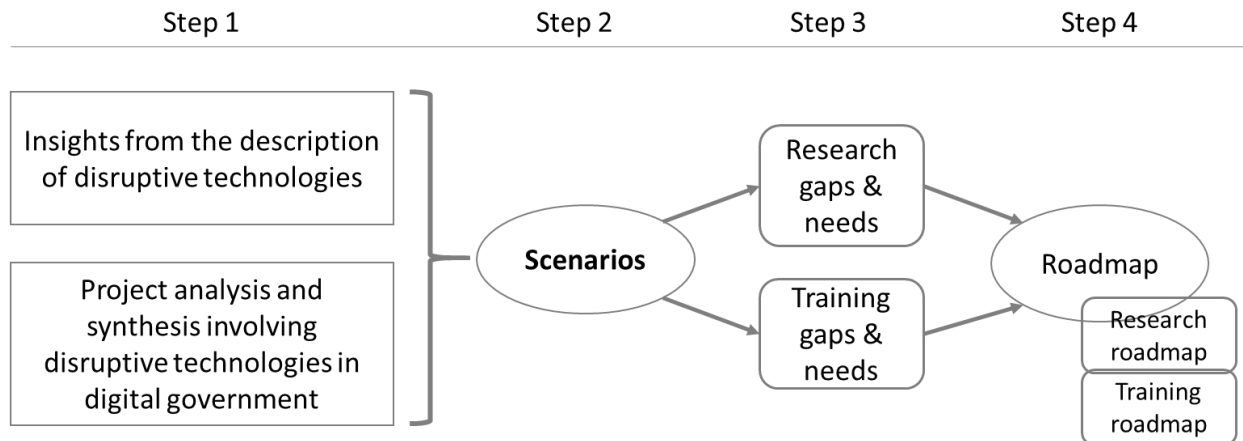 Step 1
Step 2
Step 3
Step 4
Insights from the description
of disruptive technologies
Project analysis and
synthesis involving
disruptive technologies in
digital government
Scenarios
Research
gaps &
needs
Training
gaps &
needs
Roadmap
Research
roadmap
Training
roadmap